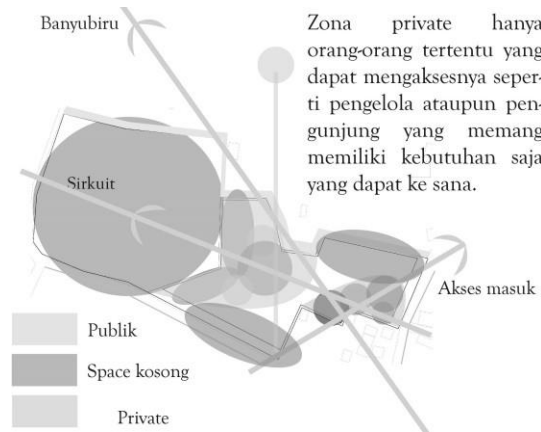 Banyubiru
Zona private hanya
orang-orang tertentu yang
dapat mengaksesnya seper-
ti pengelola ataupun pen-
gunjung yang memang
memiliki kebutuhan saja
yang dapat ke sana.
Sirkuit
Akses masuk
Publik
Space kosong
Private